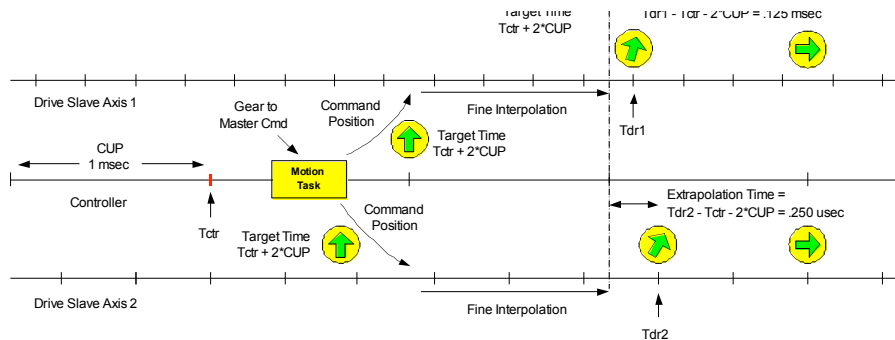 Target Time
Tctr + 2*CUP
Tdr1 - Tctr - 2*CUP = .125 msec
Drive Slave Axis 1
Gear to
Master Cmd
Command
Position
Fine Interpolation
Tdr1
CUP
1 msec
Target Time
Tctr + 2*CUP
Motion
Task
Controller
Tctr
Command
Position
Extrapolation Time =
Tdr2 - Tctr - 2*CUP = .250 usec
Target Time
Tctr + 2*CUP
Drive Slave Axis 2
Fine Interpolation
Tdr2